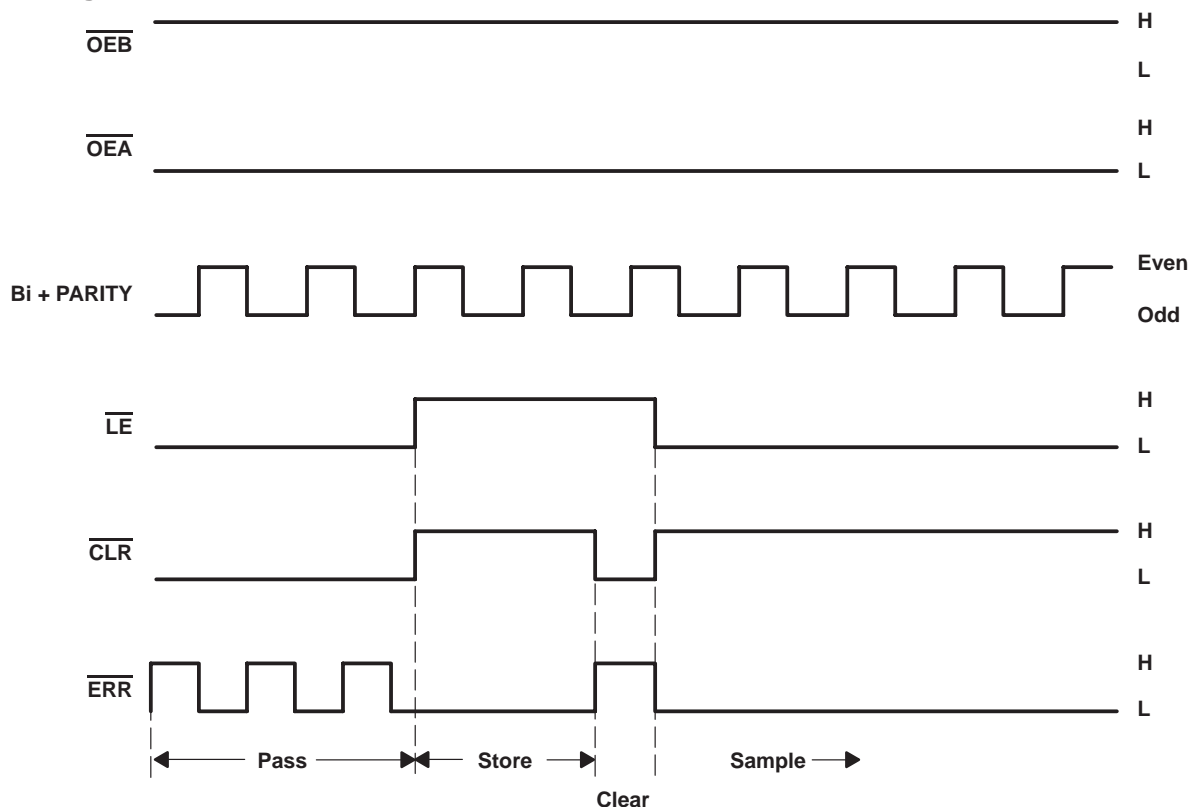 OEB
H
L
OEA
H
L
Bi + PARITY
Even
Odd
LE
H
L
CLR
H
L
ERR
H
L
Pass
Store
Sample
Clear